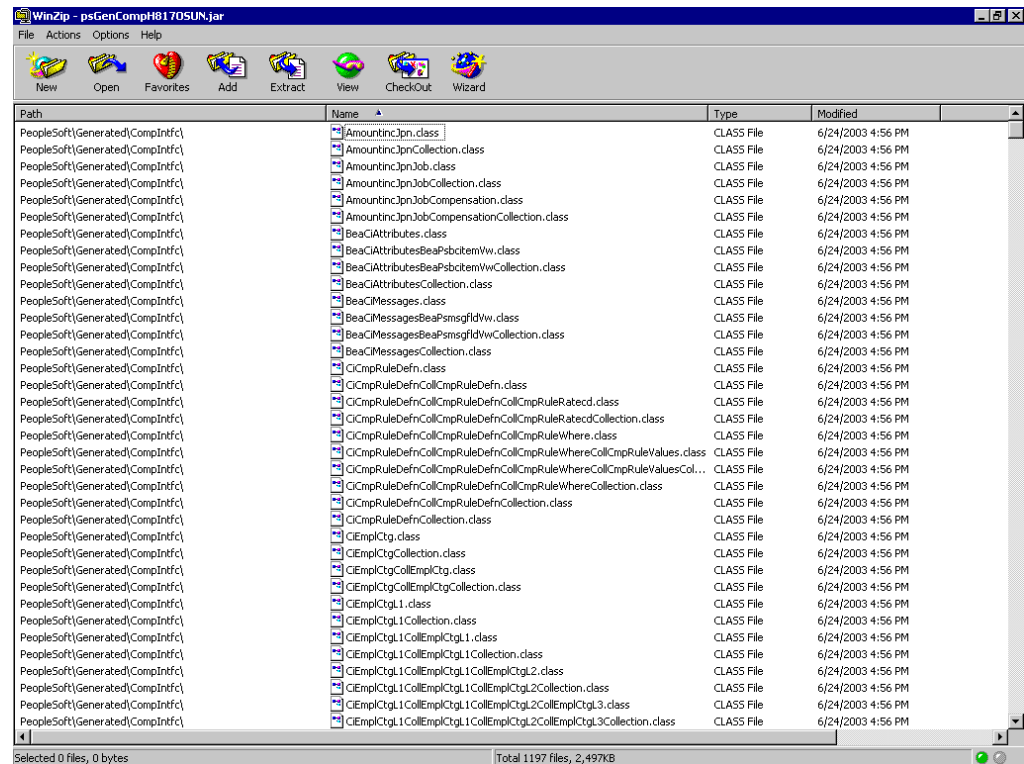 WinZip - psGenCompH817OSUN.jar
File Actions Options Help
New Open Favorites Add Extract View CheckOut Wizard
Path Name Type Modified
PeopleSoft\Generated\CompIntfc\ AmountincJpn.class CLASS File 6/24/2003 4:56 PM
PeopleSoft\Generated\CompIntfc\ AmountincJpnCollection.class CLASS File 6/24/2003 4:56 PM
PeopleSoft\Generated\CompIntfc\ AmountincJpnJob.class CLASS File 6/24/2003 4:56 PM
PeopleSoft\Generated\CompIntfc\ AmountincJpnJobCollection.class CLASS File 6/24/2003 4:56 PM
PeopleSoft\Generated\CompIntfc\ AmountincJpnJobCompensation.class CLASS File 6/24/2003 4:56 PM
PeopleSoft\Generated\CompIntfc\ AmountincJpnJobCompensationCollection.class CLASS File 6/24/2003 4:56 PM
PeopleSoft\Generated\CompIntfc\ BeaCiAttributes.class CLASS File 6/24/2003 4:56 PM
PeopleSoft\Generated\CompIntfc\ BeaCiAttributesBeaPsbcitemVw.class CLASS File 6/24/2003 4:56 PM
PeopleSoft\Generated\CompIntfc\ BeaCiAttributesBeaPsbcitemVwCollection.class CLASS File 6/24/2003 4:56 PM
PeopleSoft\Generated\CompIntfc\ BeaCiAttributesCollection.class CLASS File 6/24/2003 4:56 PM
PeopleSoft\Generated\CompIntfc\ BeaCiMessages.class CLASS File 6/24/2003 4:56 PM
PeopleSoft\Generated\CompIntfc\ BeaCiMessagesBeaPsmsgfldVw.class CLASS File 6/24/2003 4:56 PM
PeopleSoft\Generated\CompIntfc\ BeaCiMessagesBeaPsmsgfldVwCollection.class CLASS File 6/24/2003 4:56 PM
PeopleSoft\Generated\CompIntfc\ BeaCiMessagesCollection.class CLASS File 6/24/2003 4:56 PM
PeopleSoft\Generated\CompIntfc\ CiCmpRuleDefn.class CLASS File 6/24/2003 4:56 PM
PeopleSoft\Generated\CompIntfc\ CiCmpRuleDefnCollCmpRuleDefn.class CLASS File 6/24/2003 4:56 PM
PeopleSoft\Generated\CompIntfc\ CiCmpRuleDefnCollCmpRuleDefnCollCmpRuleRatecd.class CLASS File 6/24/2003 4:56 PM
PeopleSoft\Generated\CompIntfc\ CiCmpRuleDefnCollCmpRuleDefnCollCmpRuleRatecdCollection.class CLASS File 6/24/2003 4:56 PM
PeopleSoft\Generated\CompIntfc\ CiCmpRuleDefnCollCmpRuleDefnCollCmpRuleWhere.class CLASS File 6/24/2003 4:56 PM
PeopleSoft\Generated\CompIntfc\ CiCmpRuleDefnCollCmpRuleDefnCollCmpRuleWhereCollCmpRuleValues.class CLASS File 6/24/2003 4:56 PM
PeopleSoft\Generated\CompIntfc\ CiCmpRuleDefnCollCmpRuleDefnCollCmpRuleWhereCollCmpRuleValuesCol... CLASS File 6/24/2003 4:56 PM
PeopleSoft\Generated\CompIntfc\ CiCmpRuleDefnCollCmpRuleDefnCollCmpRuleWhereCollection.class CLASS File 6/24/2003 4:56 PM
PeopleSoft\Generated\CompIntfc\ CiCmpRuleDefnCollCmpRuleDefnCollection.class CLASS File 6/24/2003 4:56 PM
PeopleSoft\Generated\CompIntfc\ CiCmpRuleDefnCollection.class CLASS File 6/24/2003 4:56 PM
PeopleSoft\Generated\CompIntfc\ CiEmplCtg.class CLASS File 6/24/2003 4:56 PM
PeopleSoft\Generated\CompIntfc\ CiEmplCtgCollection.class CLASS File 6/24/2003 4:56 PM
PeopleSoft\Generated\CompIntfc\ CiEmplCtgCollEmplCtg.class CLASS File 6/24/2003 4:56 PM
PeopleSoft\Generated\CompIntfc\ CiEmplCtgCollEmplCtgCollection.class CLASS File 6/24/2003 4:56 PM
PeopleSoft\Generated\CompIntfc\ CiEmplCtgL1.class CLASS File 6/24/2003 4:56 PM
PeopleSoft\Generated\CompIntfc\ CiEmplCtgL1Collection.class CLASS File 6/24/2003 4:56 PM
PeopleSoft\Generated\CompIntfc\ CiEmplCtgL1CollEmplCtgL1.class CLASS File 6/24/2003 4:56 PM
PeopleSoft\Generated\CompIntfc\ CiEmplCtgL1CollEmplCtgL1Collection.class CLASS File 6/24/2003 4:56 PM
PeopleSoft\Generated\CompIntfc\ CiEmplCtgL1CollEmplCtgL1CollEmplCtgL2.class CLASS File 6/24/2003 4:56 PM
PeopleSoft\Generated\CompIntfc\ CiEmplCtgL1CollEmplCtgL1CollEmplCtgL2Collection.class CLASS File 6/24/2003 4:56 PM
PeopleSoft\Generated\CompIntfc\ CiEmplCtgL1CollEmplCtgL1CollEmplCtgL2CollEmplCtgL3.class CLASS File 6/24/2003 4:56 PM
PeopleSoft\Generated\CompIntfc\ CiEmplCtgL1CollEmplCtgL1CollEmplCtgL2CollEmplCtgL3Collection.class CLASS File 6/24/2003 4:56 PM
Selected 0 files, 0 bytes Total 1197 files, 2,497KB